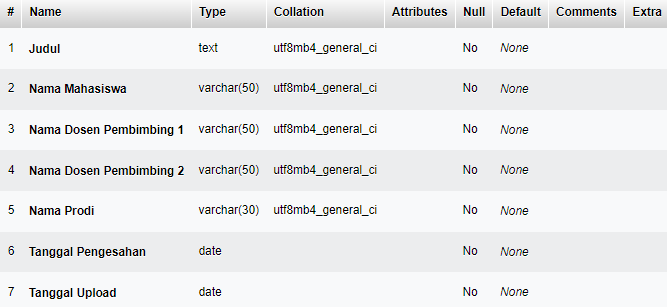 # Name Type Collation Attributes Null Default Comments Extra
1 Judul text utf8mb4_general_ci No None
2 Nama Mahasiswa varchar(50) utf8mb4_general_ci No None
3 Nama Dosen Pembimbing 1 varchar(50) utf8mb4_general_ci No None
4 Nama Dosen Pembimbing 2 varchar(50) utf8mb4_general_ci No None
5 Nama Prodi varchar(30) utf8mb4_general_ci No None
6 Tanggal Pengesahan date No None
7 Tanggal Upload date No None